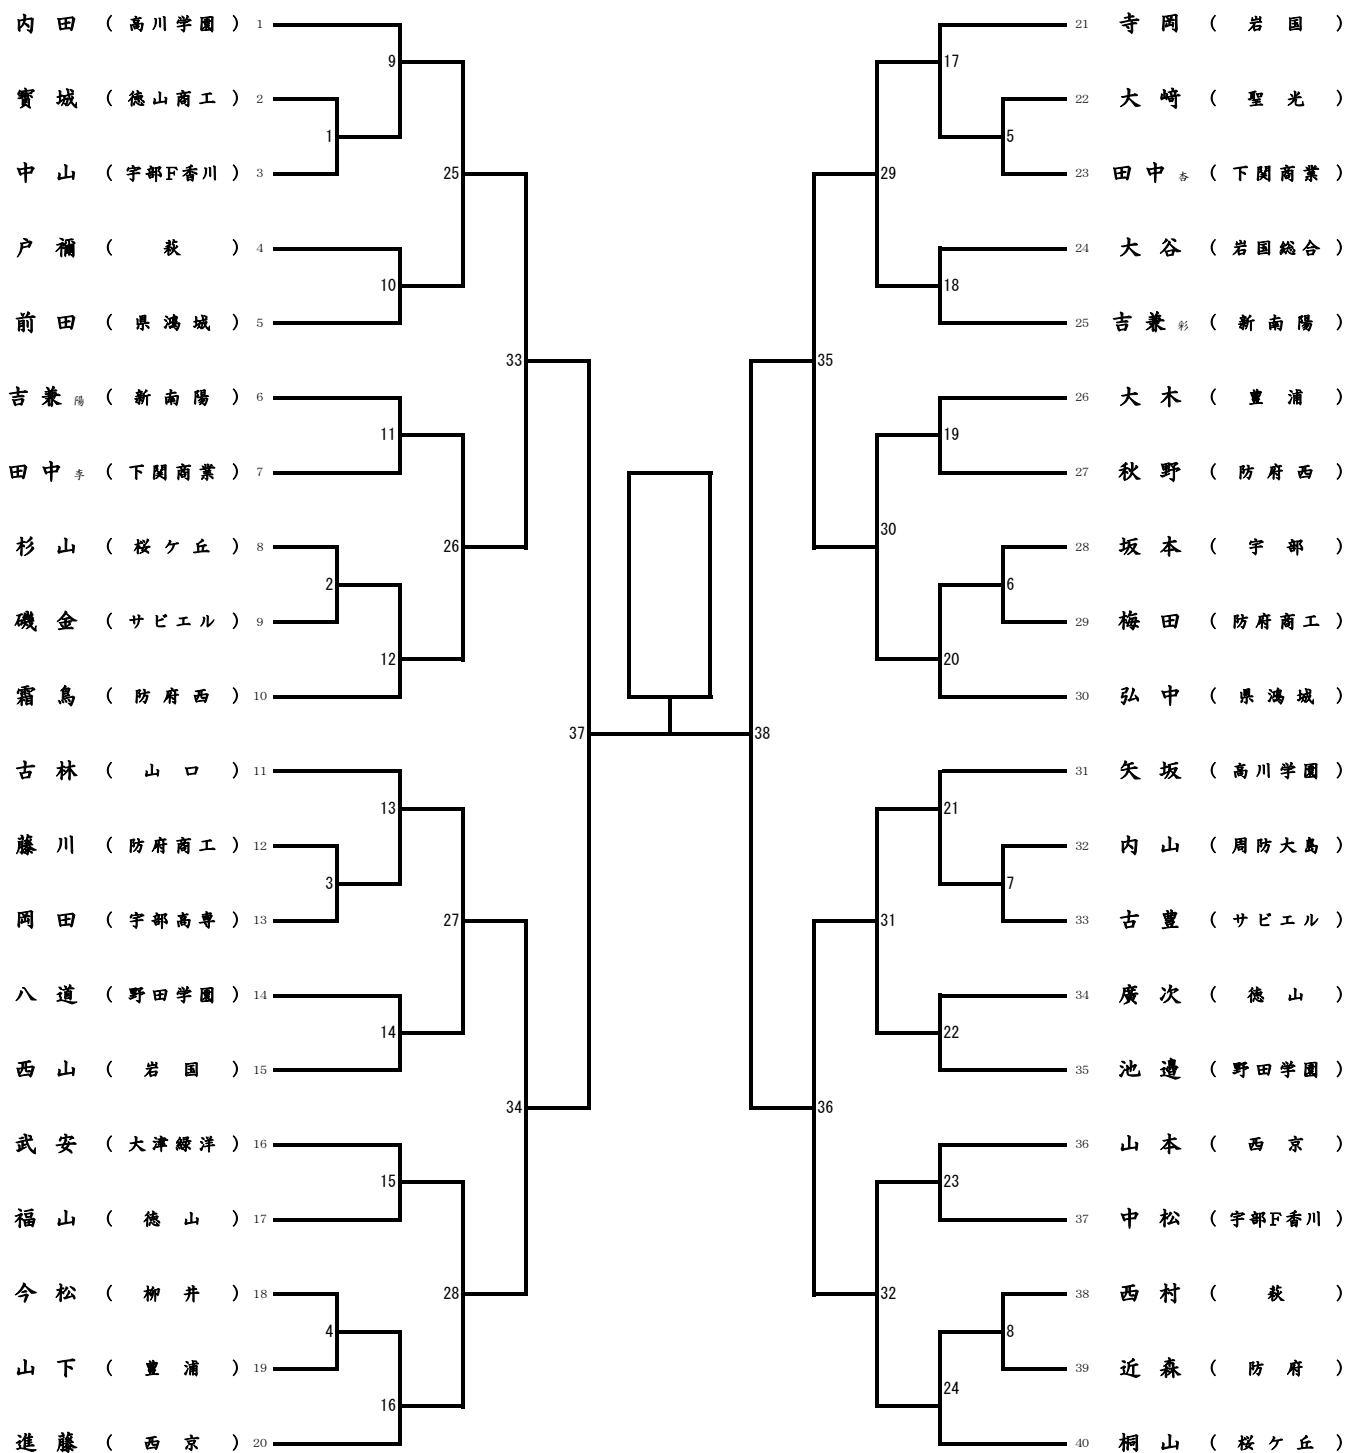 内田 (高川学園) 1
寳城 (徳山商工) 2
中山 (宇部F香川) 3
戸禰 (萩) 4
前田 (県鴻城) 5
吉兼 陽 (新南陽) 6
田中 李 (下関商業) 7
杉山 (桜ケ丘) 8
磯金 (サビエル) 9
霜鳥 (防府西) 10
古林 (山口) 11
藤川 (防府商工) 12
岡田 (宇部高専) 13
八道 (野田学園) 14
西山 (岩国) 15
武安 (大津緑洋) 16
福山 (徳山) 17
今松 (柳井) 18
山下 (豊浦) 19
進藤 (西京) 20
1
2
3
4
9
10
11
12
13
14
15
16
25
26
27
28
33
34
37
38
35
36
29
30
31
32
17
18
19
20
21
22
23
24
5
6
7
8
21 寺岡 (岩国)
22 大﨑 (聖光)
23 田中 杏 (下関商業)
24 大谷 (岩国総合)
25 吉兼 彩 (新南陽)
26 大木 (豊浦)
27 秋野 (防府西)
28 坂本 (宇部)
29 梅田 (防府商工)
30 弘中 (県鴻城)
31 矢坂 (高川学園)
32 内山 (周防大島)
33 古豊 (サビエル)
34 廣次 (徳山)
35 池邉 (野田学園)
36 山本 (西京)
37 中松 (宇部F香川)
38 西村 (萩)
39 近森 (防府)
40 桐山 (桜ケ丘)